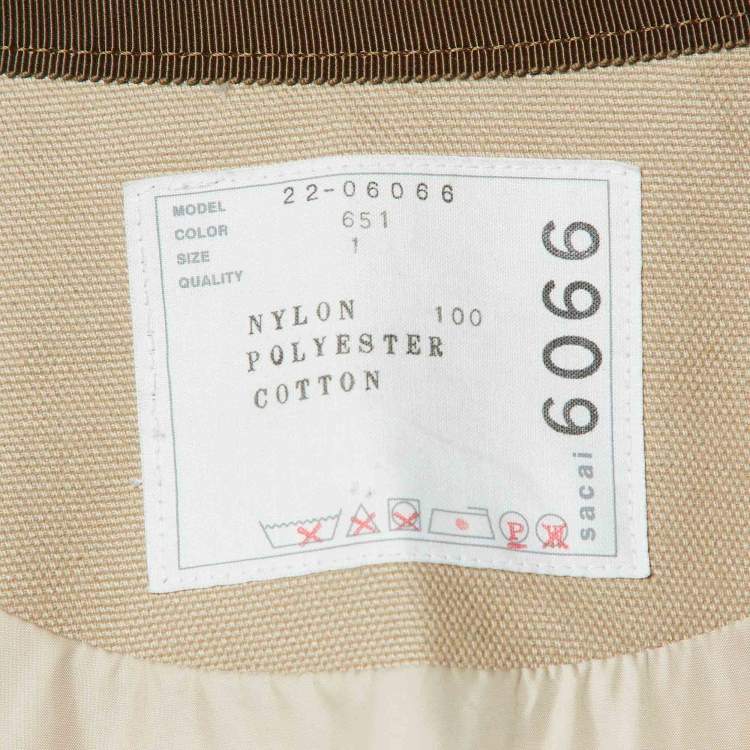 MODEL 22-06066
COLOR 651
SIZE 1
QUALITY
NYLON 100
POLYESTER
COTTON
P W
sacai 6066